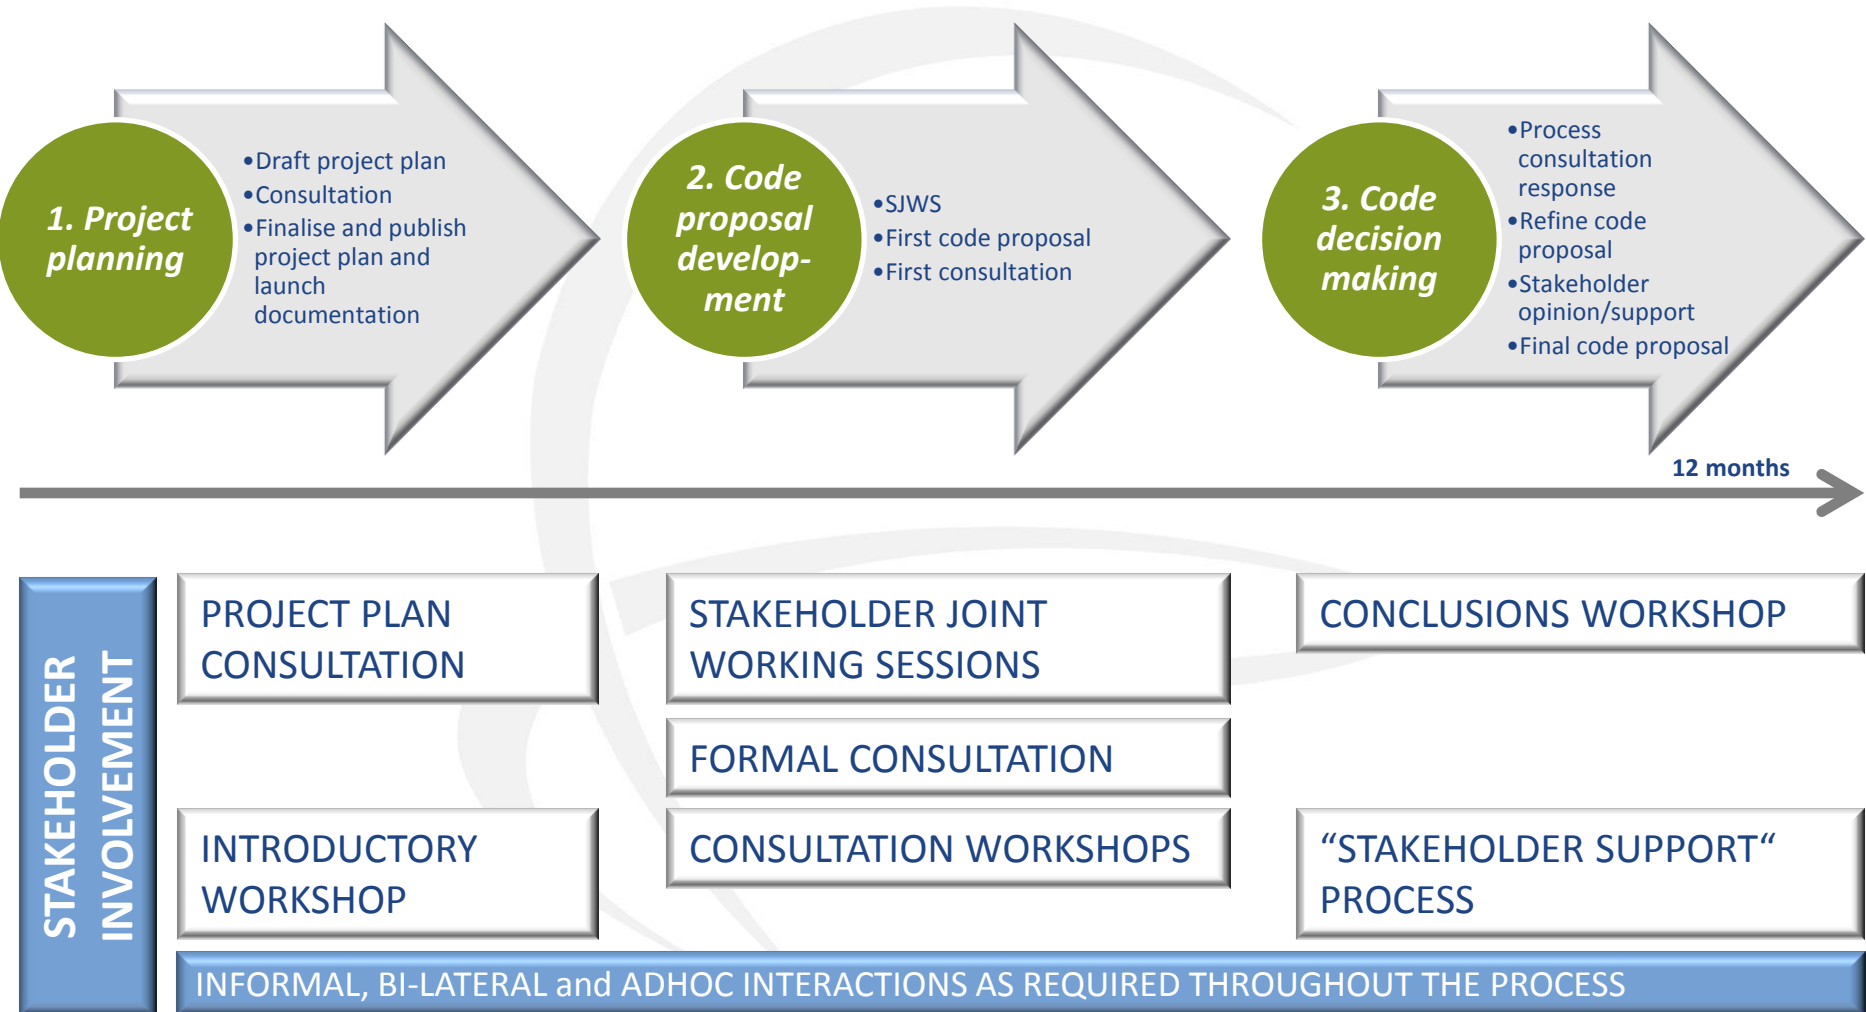 1. Project
planning
•Draft project plan
•Consultation
•Finalise and publish
project plan and
launch
documentation
2. Code
proposal
develop-
ment
•SJWS
•First code proposal
•First consultation
3. Code
decision
making
•Process
consultation
response
•Refine code
proposal
•Stakeholder
opinion/support
•Final code proposal
12 months
STAKEHOLDER
INVOLVEMENT
PROJECT PLAN
CONSULTATION
INTRODUCTORY
WORKSHOP
STAKEHOLDER JOINT
WORKING SESSIONS
FORMAL CONSULTATION
CONSULTATION WORKSHOPS
CONCLUSIONS WORKSHOP
“STAKEHOLDER SUPPORT“
PROCESS
INFORMAL, BI-LATERAL and ADHOC INTERACTIONS AS REQUIRED THROUGHOUT THE PROCESS